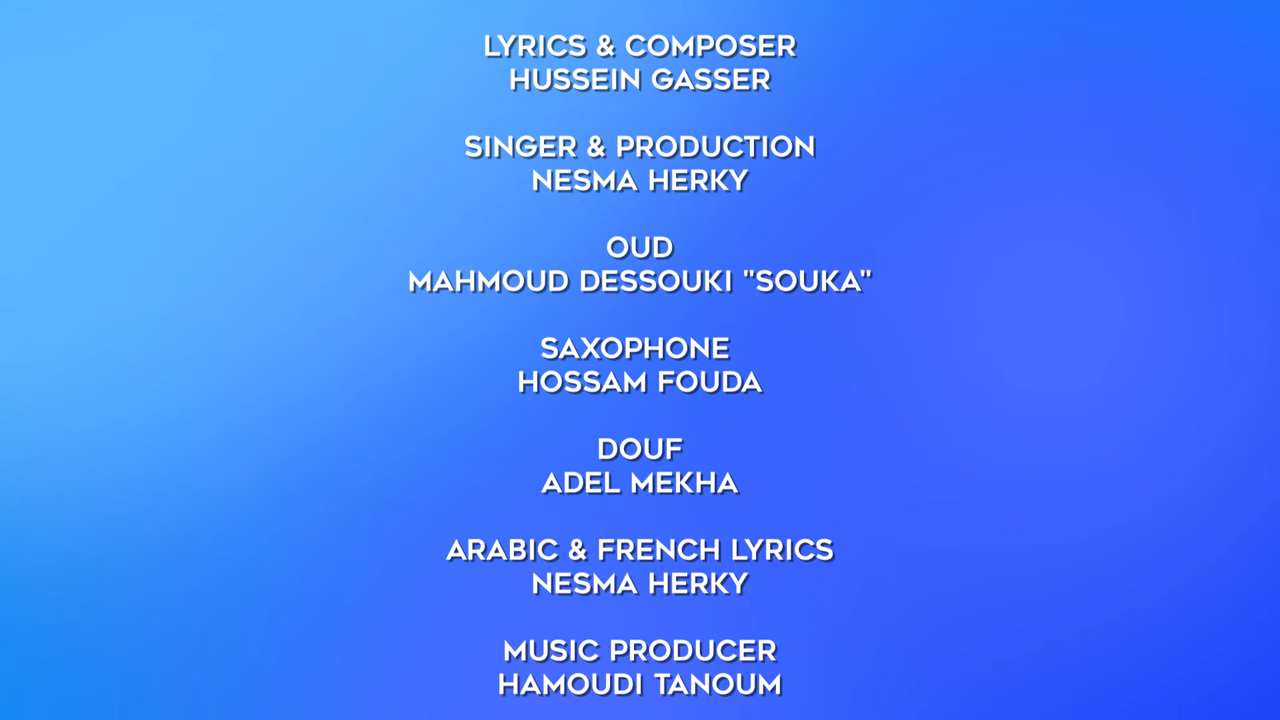 LYRICS & COMPOSER
HUSSEIN GASSER
SINGER & PRODUCTION
NESMA HERKY
OUD
MAHMOUD DESSOUKI "SOUKA"
SAXOPHONE
HOSSAM FOUDA
DOUF
ADEL MEKHA
ARABIC & FRENCH LYRICS
NESMA HERKY
MUSIC PRODUCER
HAMOUDI TANOUM